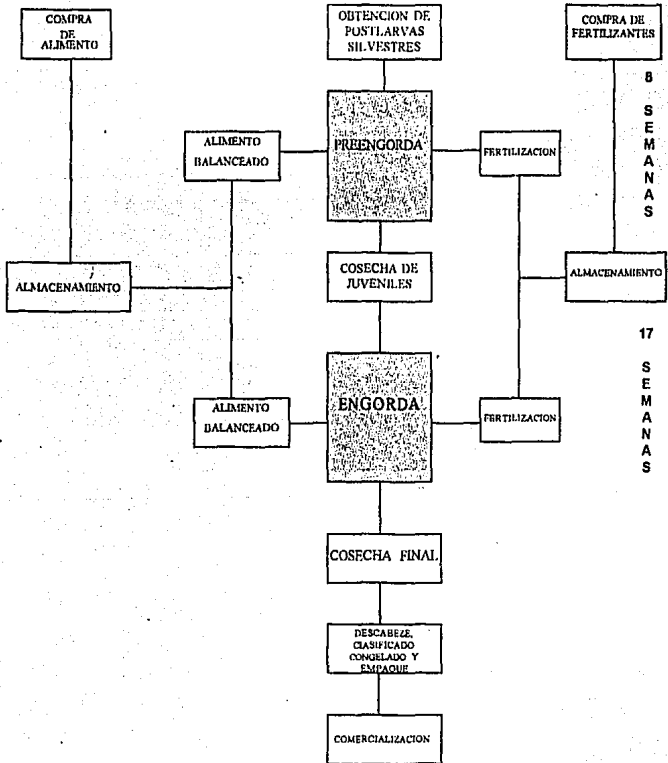 COMPRA
DE
ALIMENTO
OBTENCION DE
POSTLARVAS
SILVESTRES
COMPRA DE
FERTILIZANTES
8
S
E
M
A
N
A
S
ALIMENTO
BALANCEADO
PREENGORDA
FERTILIZACION
ALMACENAMIENTO
COSECHA DE
JUVENILES
ALMACENAMIENTO
17
S
E
M
A
N
A
S
ALIMENTO
BALANCEADO
ENGORDA
FERTILIZACION
COSECHA FINAL
DESCABEZE,
CLASIFICADO
CONGELADO Y
EMPAQUE
COMERCIALIZACION